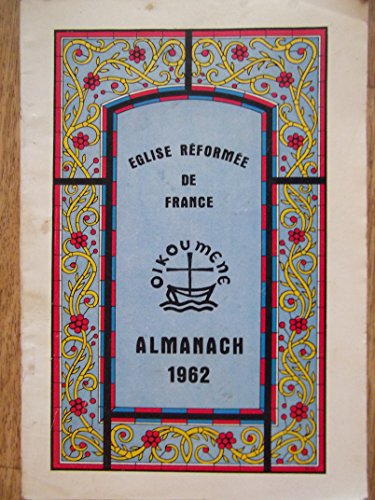 EGLISE RÉFORMÉE
DE
FRANCE
OIKOUMENE
ALMANACH
1962